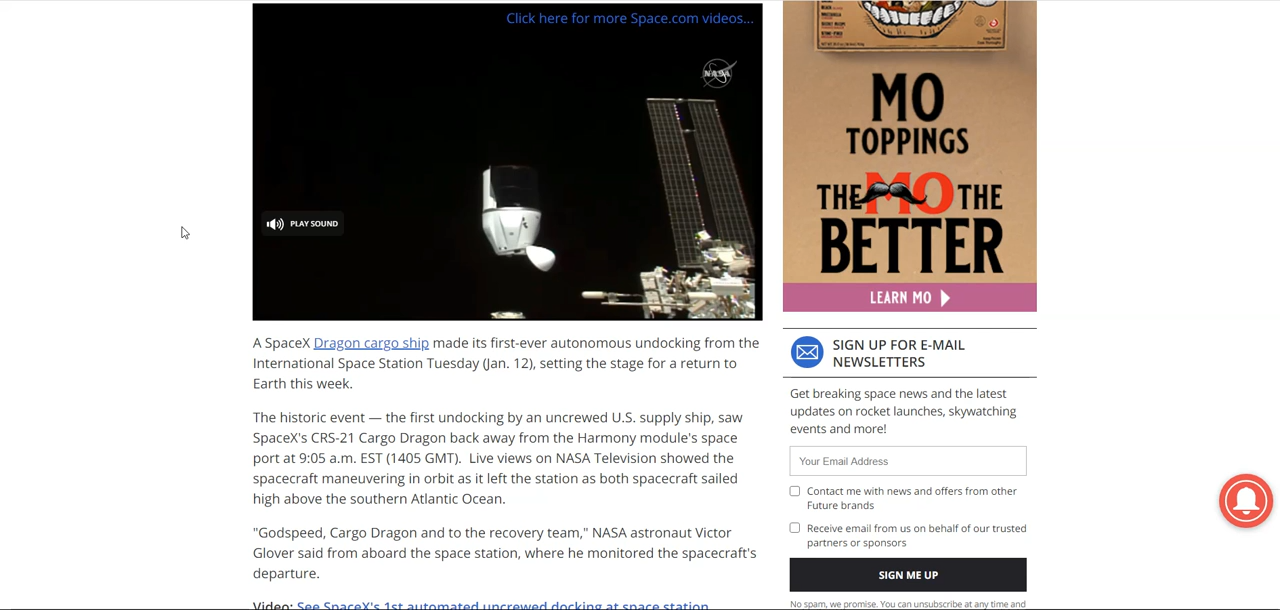 Click here for more Space.com videos...
NASA
PLAY SOUND
A SpaceX Dragon cargo ship made its first-ever autonomous undocking from the
International Space Station Tuesday (Jan. 12), setting the stage for a return to
Earth this week.
The historic event — the first undocking by an uncrewed U.S. supply ship, saw
SpaceX's CRS-21 Cargo Dragon back away from the Harmony module's space
port at 9:05 a.m. EST (1405 GMT).  Live views on NASA Television showed the
spacecraft maneuvering in orbit as it left the station as both spacecraft sailed
high above the southern Atlantic Ocean.
"Godspeed, Cargo Dragon and to the recovery team," NASA astronaut Victor
Glover said from aboard the space station, where he monitored the spacecraft's
departure.
Video: See SpaceX's 1st automated uncrewed docking at space station
MO
TOPPINGS
THE MO THE
BETTER
LEARN MO
SIGN UP FOR E-MAIL
NEWSLETTERS
Get breaking space news and the latest
updates on rocket launches, skywatching
events and more!
Your Email Address
Contact me with news and offers from other
Future brands
Receive email from us on behalf of our trusted
partners or sponsors
SIGN ME UP
No spam, we promise. You can unsubscribe at any time and